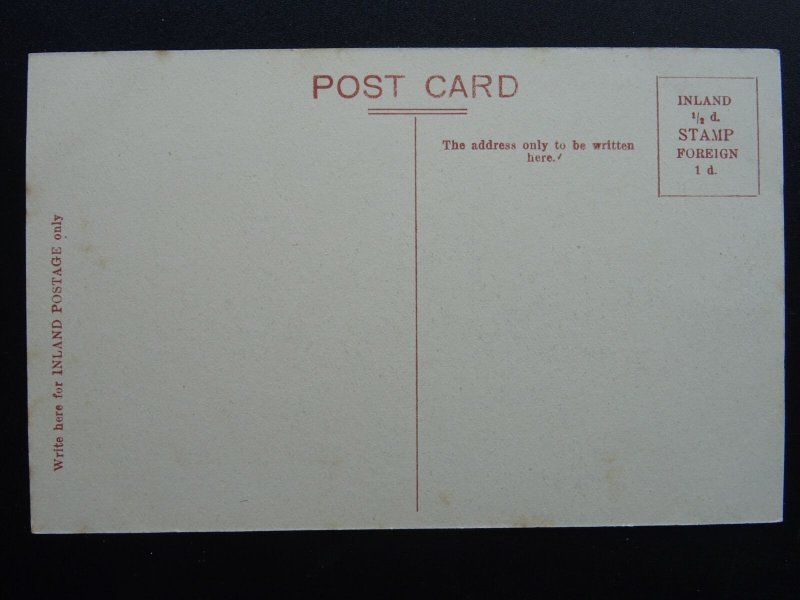 POST CARD
INLAND
½ d.
STAMP
FOREIGN
1 d.
The address only to be written
here.
Write here for INLAND POSTAGE only